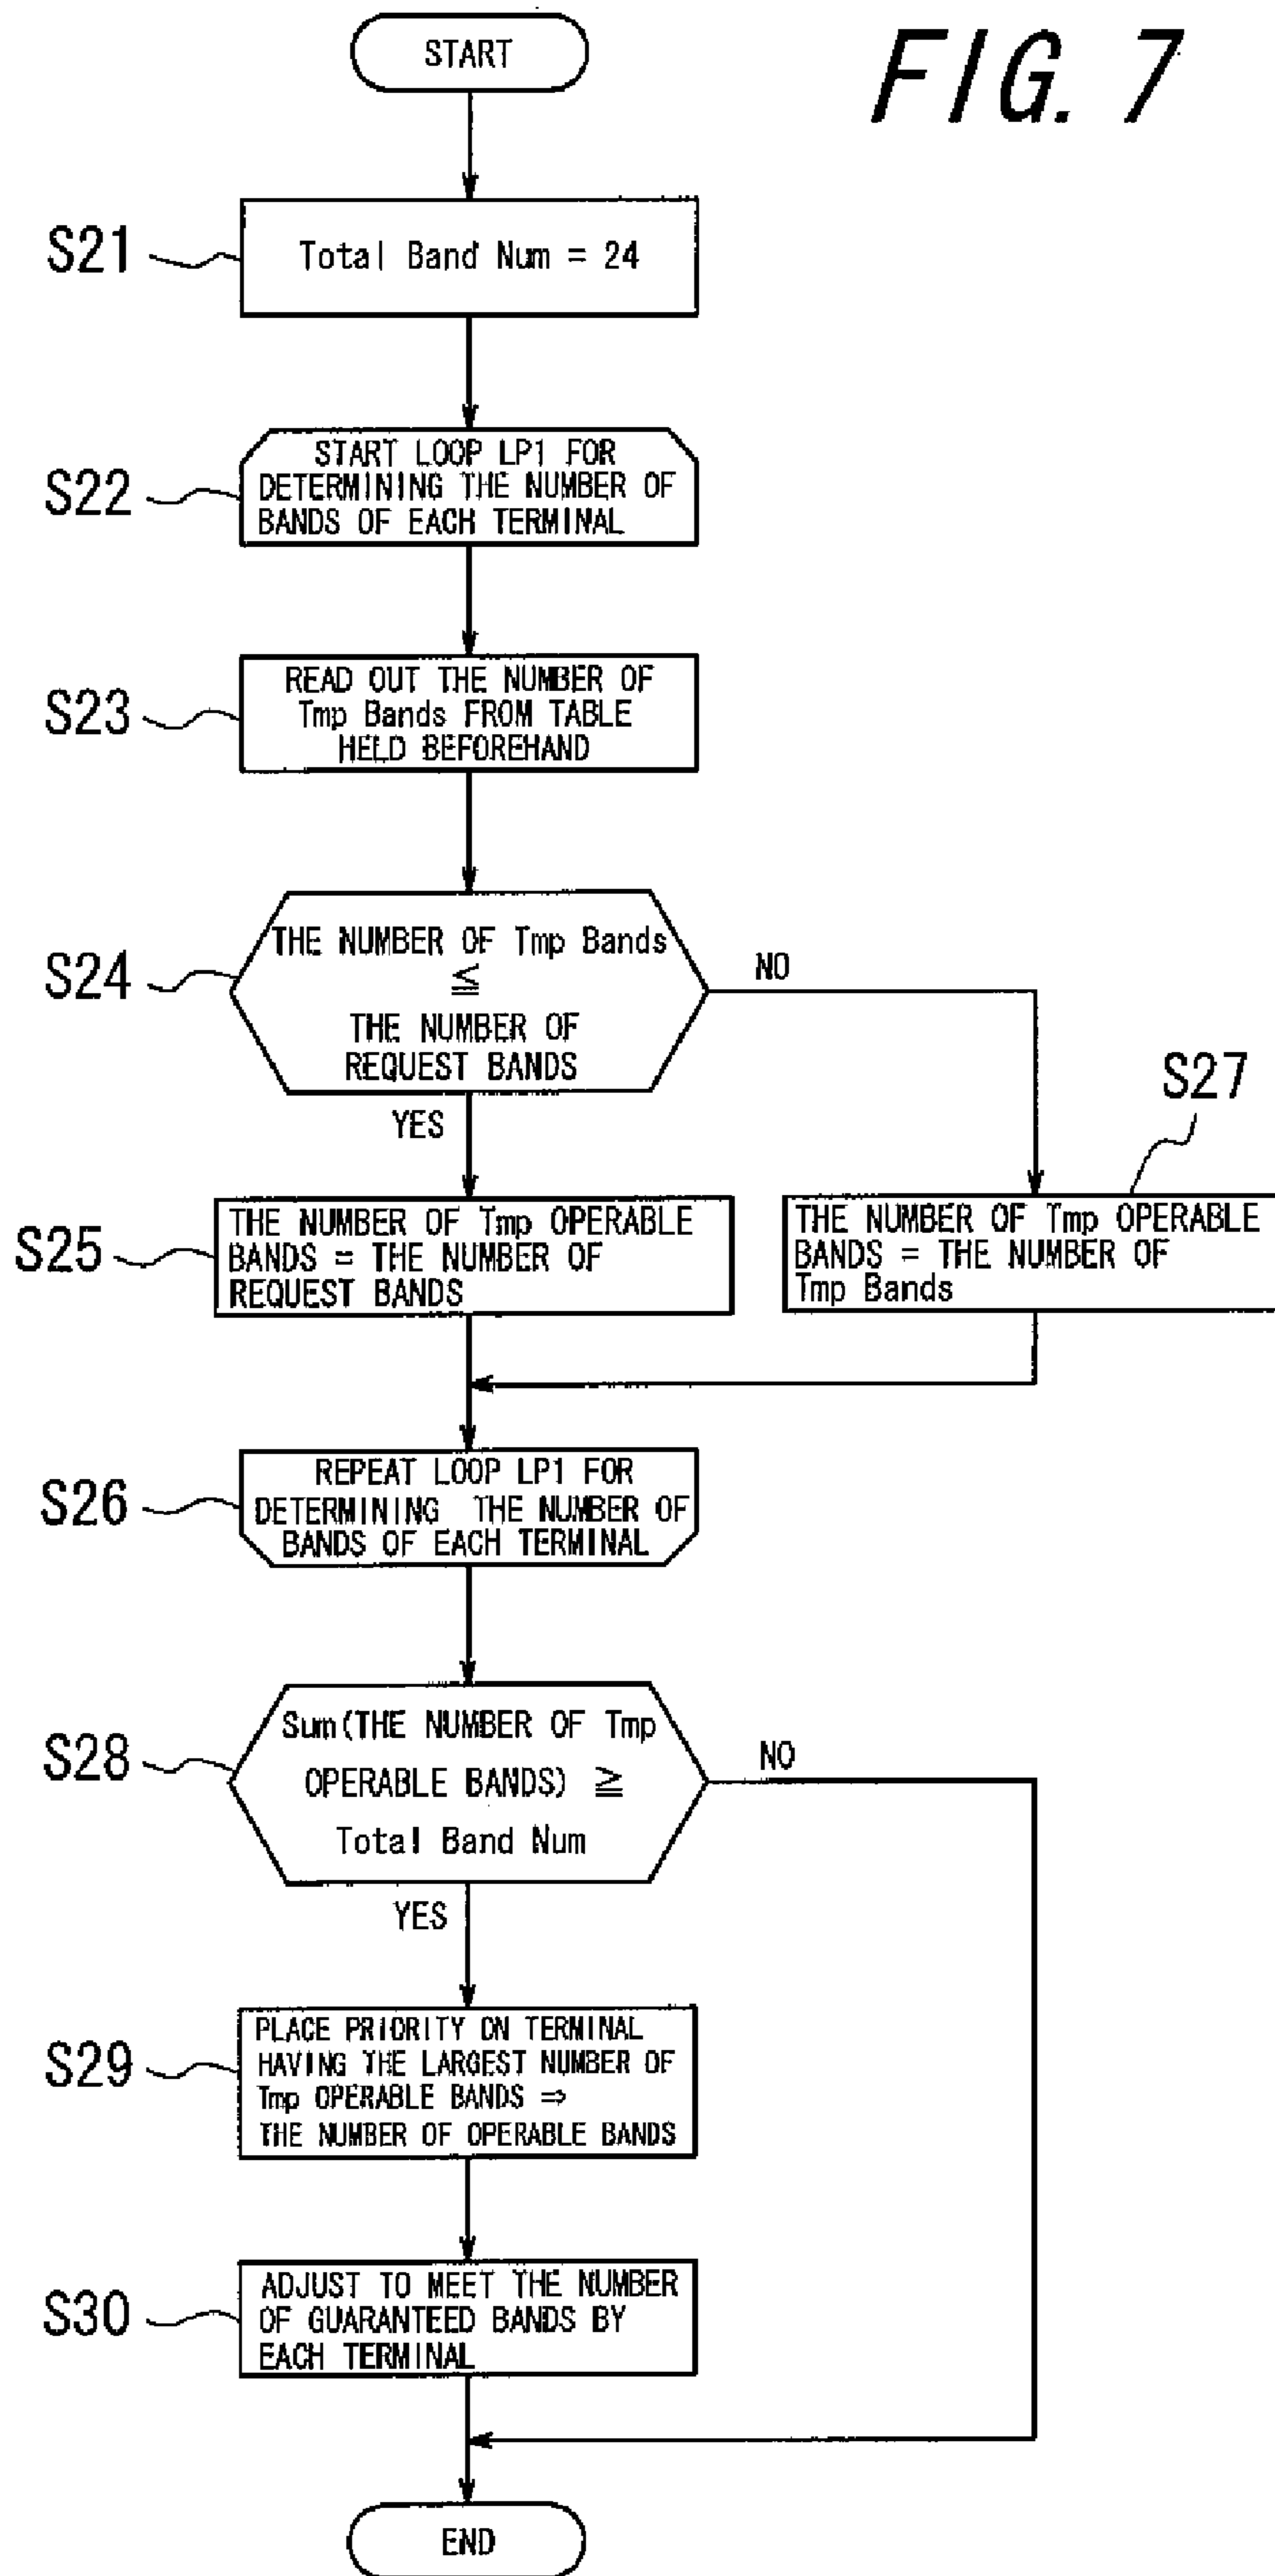 FIG. 7
START
S21
Total Band Num = 24
S22
START LOOP LP1 FOR
DETERMINING THE NUMBER OF
BANDS OF EACH TERMINAL
S23
READ OUT THE NUMBER OF
Tmp Bands FROM TABLE
HELD BEFOREHAND
S24
THE NUMBER OF Tmp Bands
≦
THE NUMBER OF
REQUEST BANDS
NO
YES
S27
S25
THE NUMBER OF Tmp OPERABLE
BANDS = THE NUMBER OF
REQUEST BANDS
THE NUMBER OF Tmp OPERABLE
BANDS = THE NUMBER OF
Tmp Bands
S26
REPEAT LOOP LP1 FOR
DETERMINING THE NUMBER OF
BANDS OF EACH TERMINAL
S28
Sum(THE NUMBER OF Tmp
OPERABLE BANDS) ≧
Total Band Num
NO
YES
S29
PLACE PRIORITY ON TERMINAL
HAVING THE LARGEST NUMBER OF
Tmp OPERABLE BANDS ⇒
THE NUMBER OF OPERABLE BANDS
S30
ADJUST TO MEET THE NUMBER
OF GUARANTEED BANDS BY
EACH TERMINAL
END